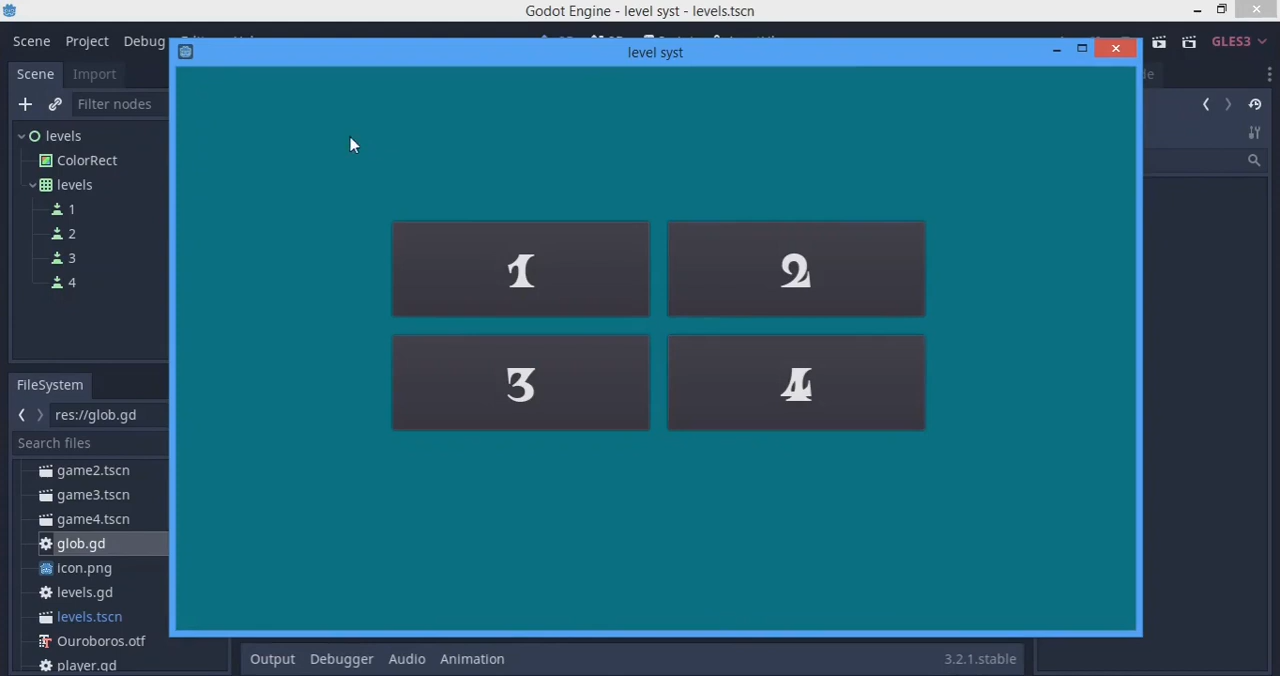 Godot Engine - level syst - levels.tscn
Scene Project Debug
GLES3
level syst
Scene Import
Filter nodes
levels
ColorRect
levels
1
2
3
4
1 2
3 4
FileSystem
res://glob.gd
Search files
game2.tscn
game3.tscn
game4.tscn
glob.gd
icon.png
levels.gd
levels.tscn
Ouroboros.otf
player.gd
Output Debugger Audio Animation 3.2.1.stable